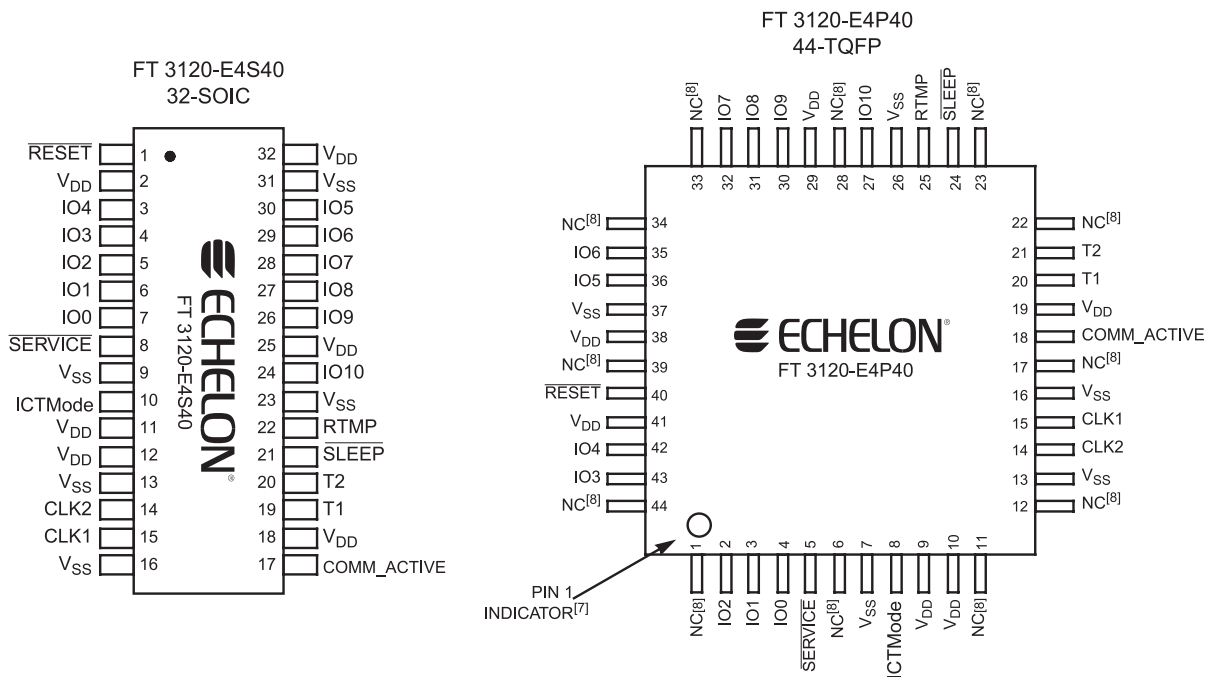 FT 3120-E4S40
32-SOIC
RESET 1 32 VDD
VDD 2 31 VSS
IO4 3 30 IO5
IO3 4 29 IO6
IO2 5 28 IO7
IO1 6 27 IO8
IO0 7 26 IO9
SERVICE 8 25 VDD
VSS 9 24 IO10
ICTMode 10 23 VSS
VDD 11 22 RTMP
VDD 12 21 SLEEP
VSS 13 20 T2
CLK2 14 19 T1
CLK1 15 18 VDD
VSS 16 17 COMM_ACTIVE
ECHELON®
FT 3120-E4S40
FT 3120-E4P40
44-TQFP
NC[8] IO7 IO8 IO9 VDD NC[8] IO10 VSS RTMP SLEEP NC[8]
33 32 31 30 29 28 27 26 25 24 23
NC[8] 34
IO6 35
IO5 36
VSS 37
VDD 38
NC[8] 39
RESET 40
VDD 41
IO4 42
IO3 43
NC[8] 44
ECHELON®
FT 3120-E4P40
22 NC[8]
21 T2
20 T1
19 VDD
18 COMM_ACTIVE
17 NC[8]
16 VSS
15 CLK1
14 CLK2
13 VSS
12 NC[8]
1 2 3 4 5 6 7 8 9 10 11
NC[8] IO2 IO1 IO0 SERVICE NC[8] VSS ICTMode VDD VDD NC[8]
PIN 1
INDICATOR[7]